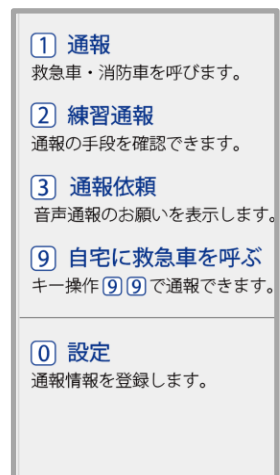 1 通報
救急車・消防車を呼びます。
2 練習通報
通報の手段を確認できます。
3 通報依頼
音声通報のお願いを表示します。
9 自宅に救急車を呼ぶ
キー操作99で通報できます。
0 設定
通報情報を登録します。